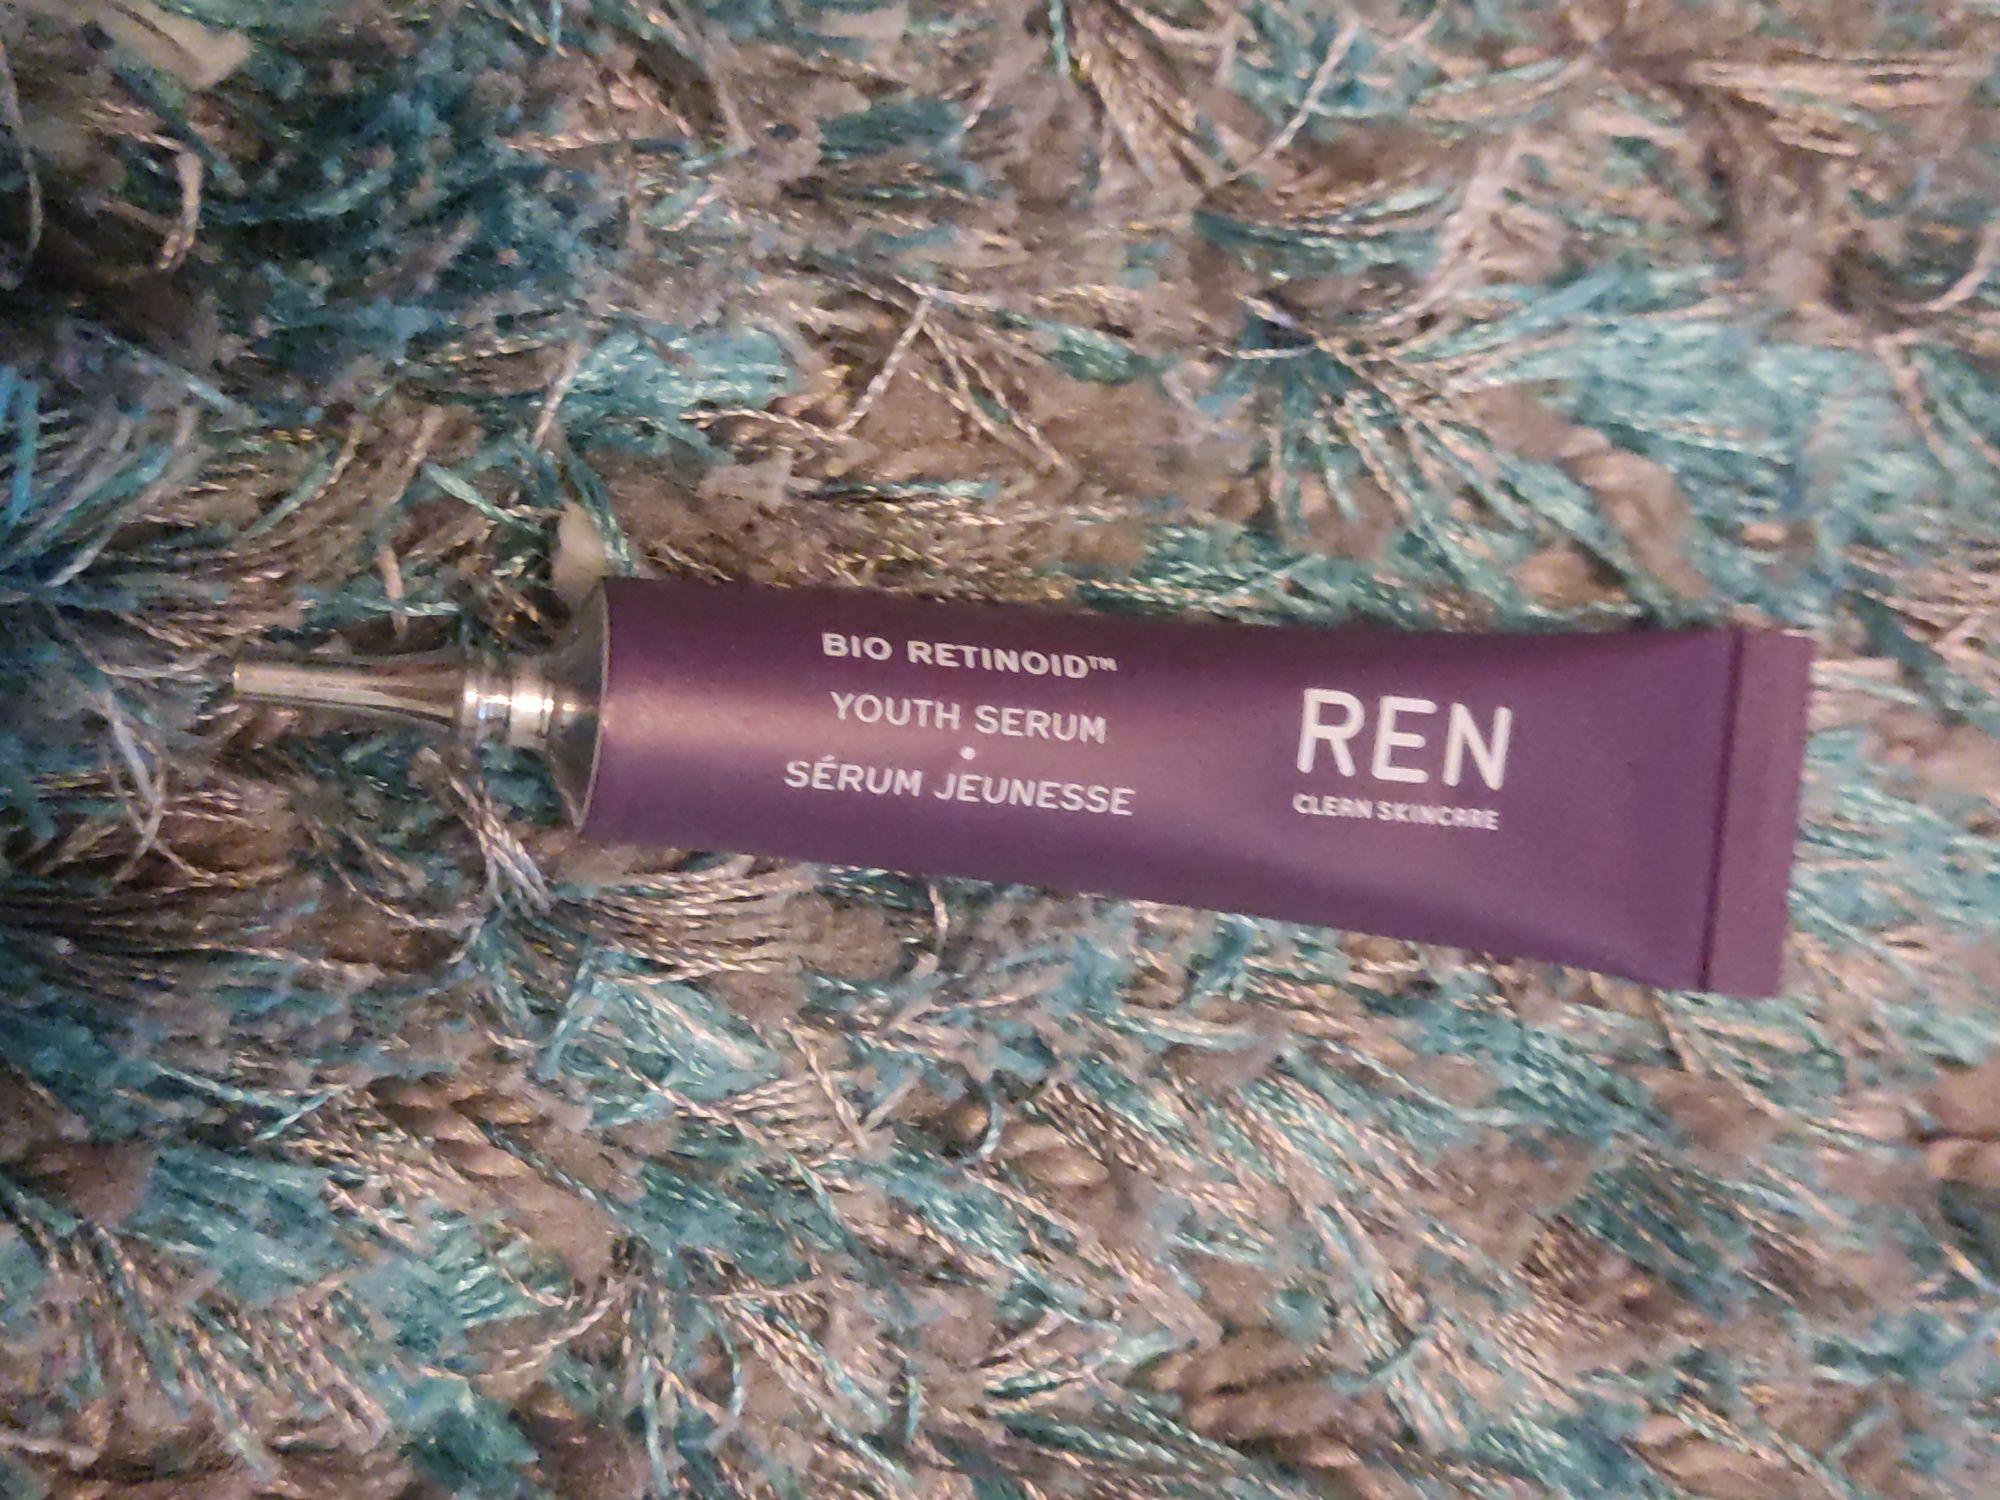 BIO RETINOID™
YOUTH SERUM
•
SÉRUM JEUNESSE
REN
CLEAN SKINCARE